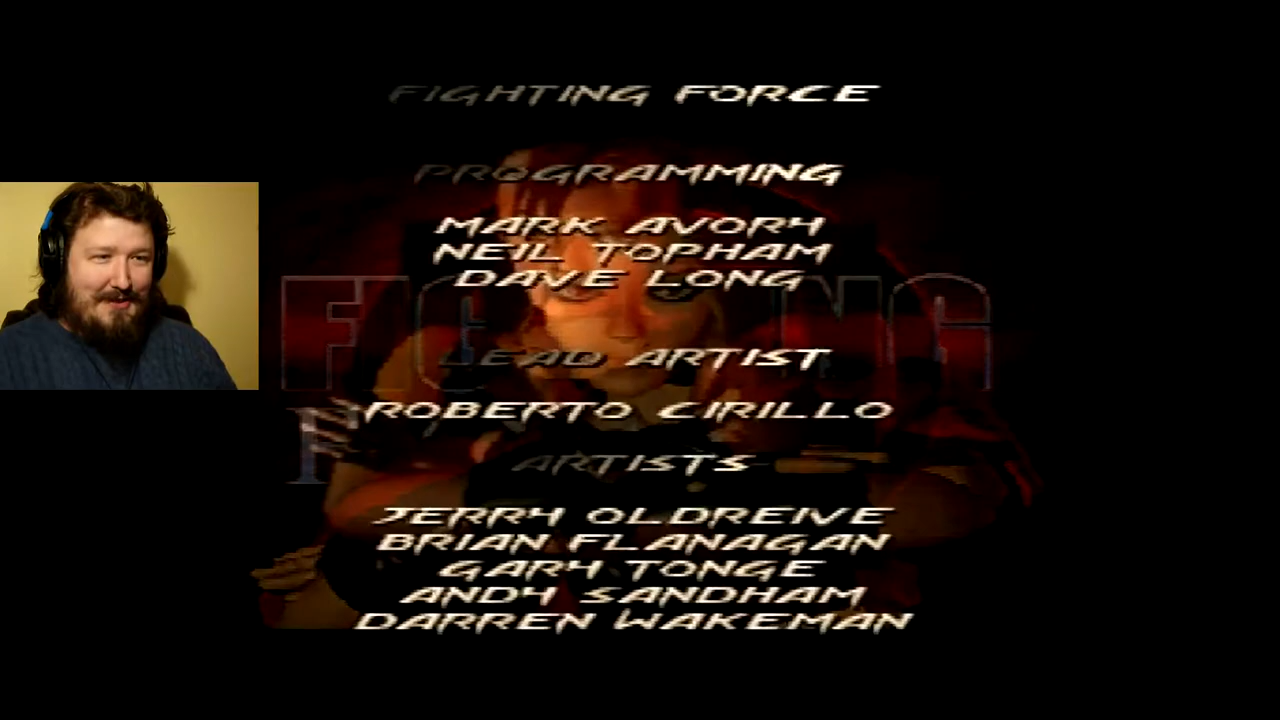 FIGHTING FORCE
PROGRAMMING
MARK AVORY
NEIL TOPHAM
DAVE LONG
LEAD ARTIST
ROBERTO CIRILLO
ARTISTS
JERRY OLDREIVE
BRIAN FLANAGAN
GARY TONGE
ANDY SANDHAM
DARREN WAKEMAN